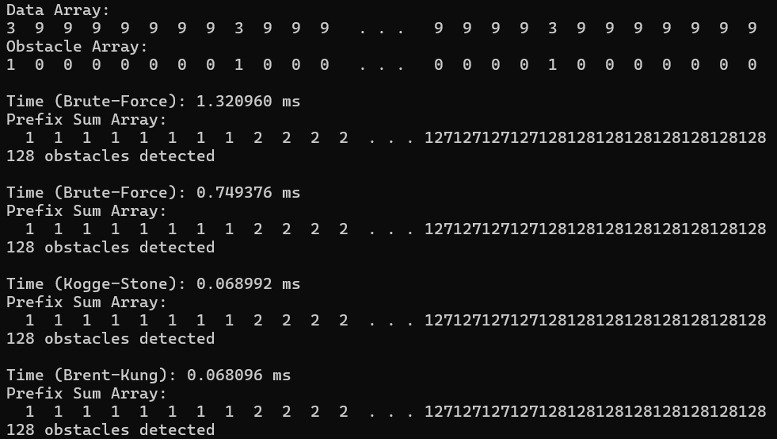 Data Array:
3  9  9  9  9  9  9  9  3  9  9  9   . . .   9  9  9  9  3  9  9  9  9  9  9  9
Obstacle Array:
1  0  0  0  0  0  0  0  1  0  0  0   . . .   0  0  0  0  1  0  0  0  0  0  0  0
Time (Brute-Force): 1.320960 ms
Prefix Sum Array:
  1  1  1  1  1  1  1  1  2  2  2  2  . . . 127127127127128128128128128128128128
128 obstacles detected
Time (Brute-Force): 0.749376 ms
Prefix Sum Array:
  1  1  1  1  1  1  1  1  2  2  2  2  . . . 127127127127128128128128128128128128
128 obstacles detected
Time (Kogge-Stone): 0.068992 ms
Prefix Sum Array:
  1  1  1  1  1  1  1  1  2  2  2  2  . . . 127127127127128128128128128128128128
128 obstacles detected
Time (Brent-Kung): 0.068096 ms
Prefix Sum Array:
  1  1  1  1  1  1  1  1  2  2  2  2  . . . 127127127127128128128128128128128128
128 obstacles detected